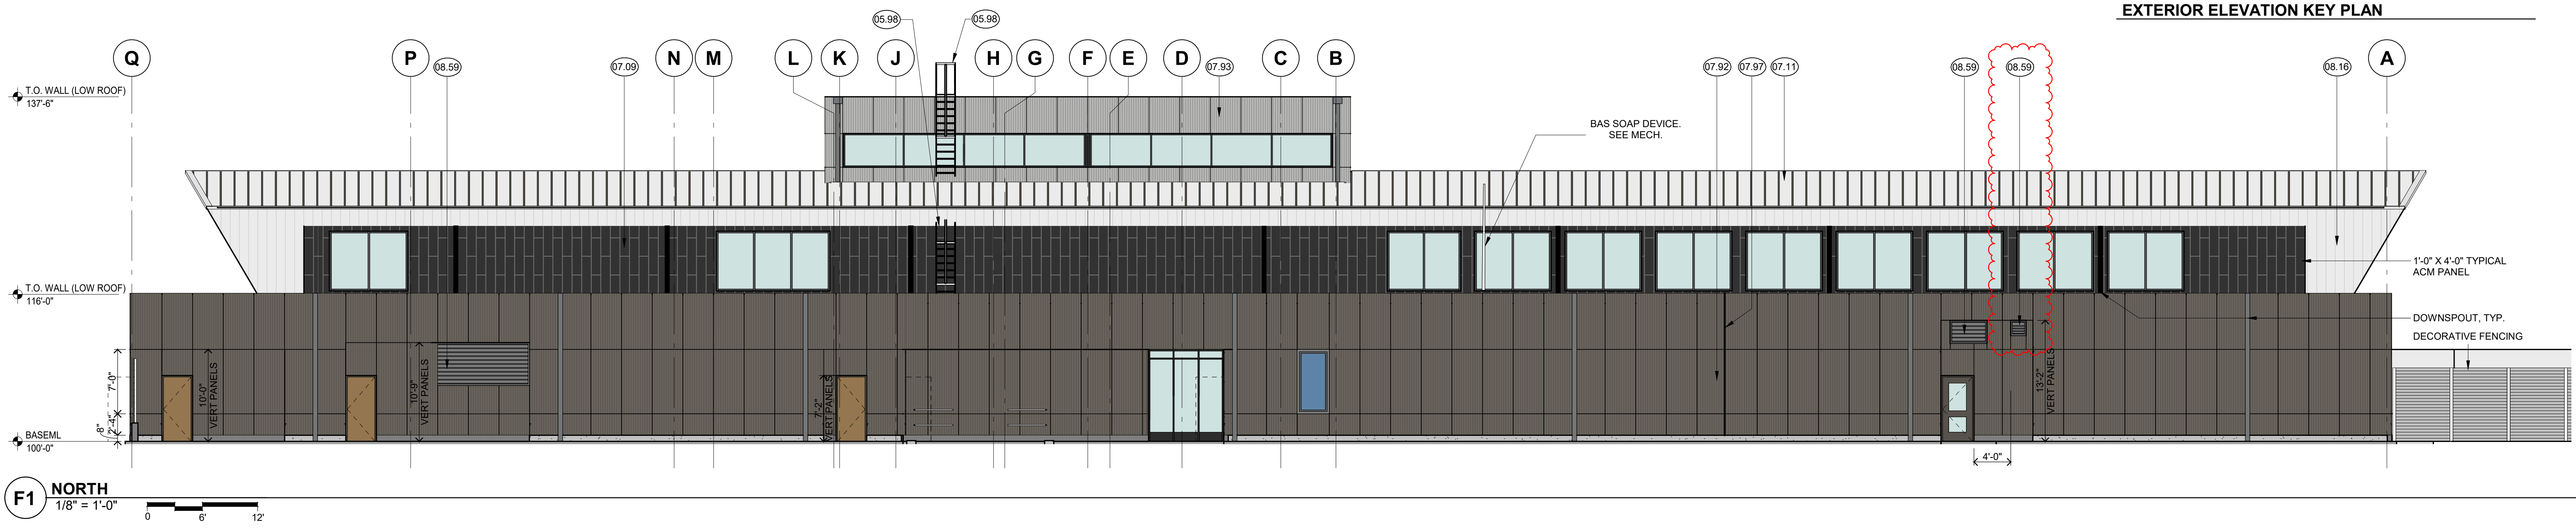 EXTERIOR ELEVATION KEY PLAN
05.98
05.98
Q
P
N
M
L
K
J
H
G
F
E
D
C
B
A
08.59
07.09
07.93
07.92
07.97
07.11
08.59
08.59
08.16
T.O. WALL (LOW ROOF)
137'-6"
BAS SOAP DEVICE.
SEE MECH.
1'-0" X 4'-0" TYPICAL
ACM PANEL
T.O. WALL (LOW ROOF)
116'-0"
DOWNSPOUT, TYP.
DECORATIVE FENCING
7'-0"
2'-4"
8"
10'-0"
VERT PANELS
10'-9"
VERT PANELS
7'-2"
VERT PANELS
13'-2"
VERT PANELS
BASEML
100'-0"
4'-0"
F1
NORTH
1/8" = 1'-0"
0
6'
12'